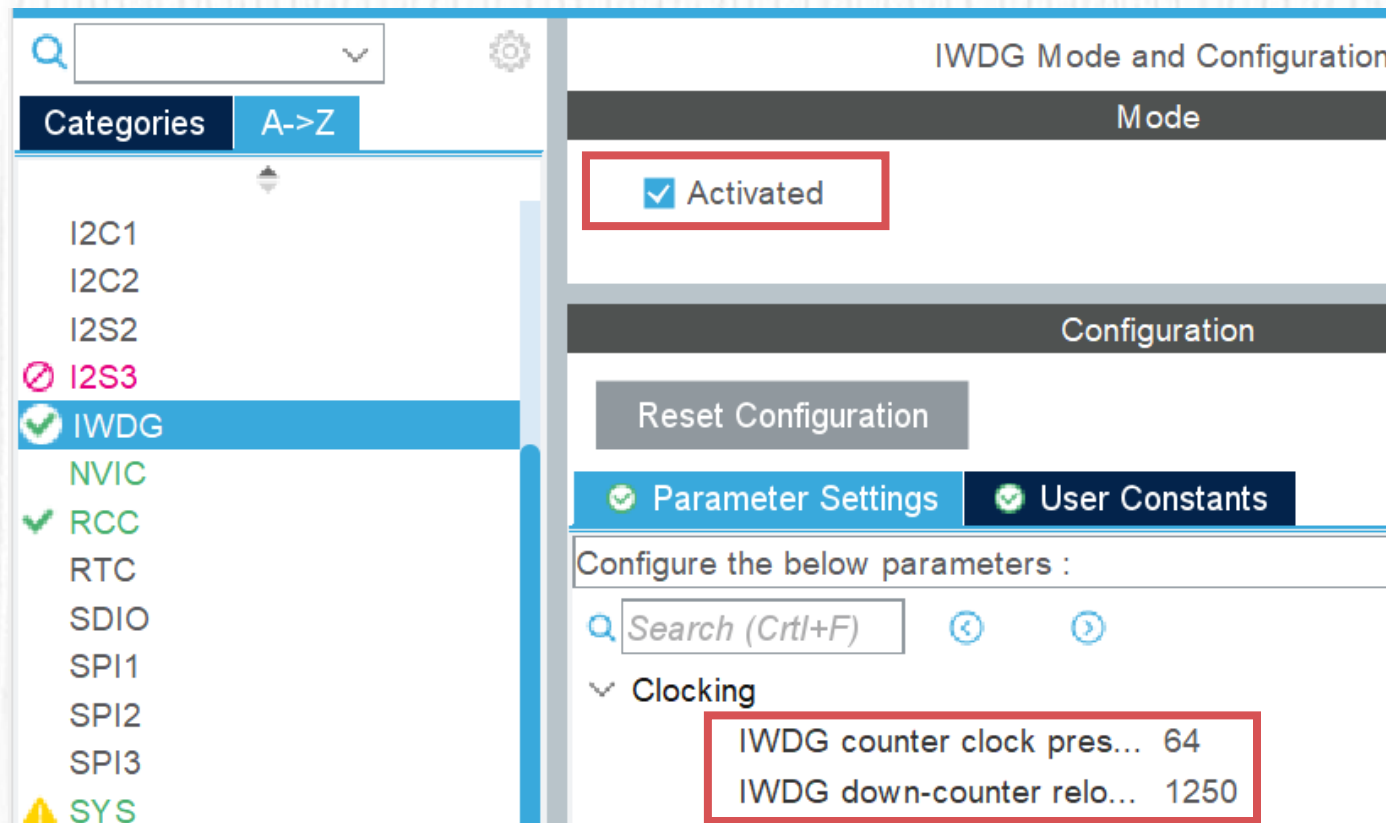 IWDG Mode and Configuration
Categories
A->Z
I2C1
I2C2
I2S2
I2S3
IWDG
NVIC
RCC
RTC
SDIO
SPI1
SPI2
SPI3
SYS
Mode
Activated
Configuration
Reset Configuration
Parameter Settings
User Constants
Configure the below parameters :
Search (Crtl+F)
Clocking
IWDG counter clock pres... 64
IWDG down-counter relo... 1250